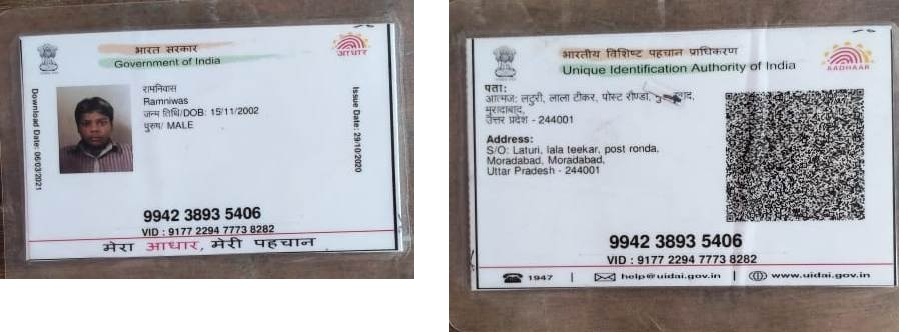 भारत सरकार
Government of India
आधार
रामनिवास
Ramniwas
जन्म तिथि/DOB: 15/11/2002
पुरुष/ MALE
Download Date: 06/03/2021
Issue Date: 29/10/2020
9942 3893 5406
VID : 9177 2294 7773 8282
मेरा आधार, मेरी पहचान
भारतीय विशिष्ट पहचान प्राधिकरण
Unique Identification Authority of India
AADHAAR
पता:
आत्मज: लटुरी, लाला टीकर, पोस्ट रौण्डा,
मुरादाबाद,
उत्तर प्रदेश - 244001
Address:
S/O: Laturi, lala teekar, post ronda,
Moradabad, Moradabad,
Uttar Pradesh - 244001
9942 3893 5406
VID : 9177 2294 7773 8282
1947 | help@uidai.gov.in | www.uidai.gov.in